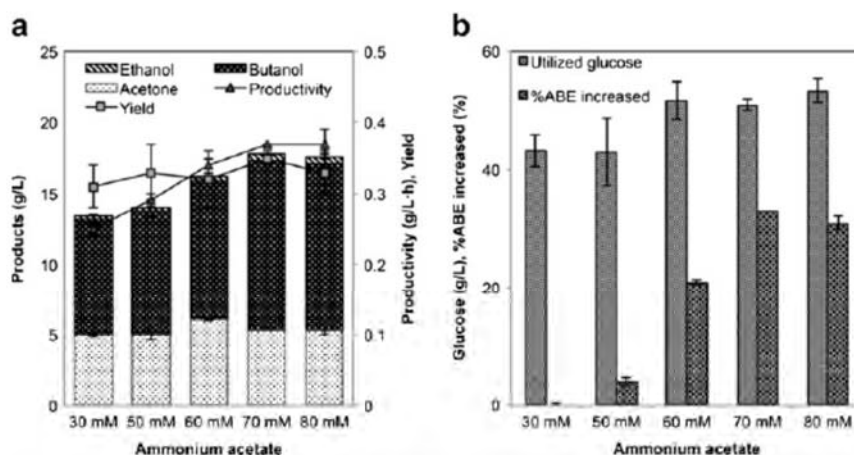 a
25
20
15
10
5
0
Products (g/L)
Ethanol
Butanol
Acetone
Productivity
Yield
0.5
0.4
0.3
0.2
0.1
0
Productivity (g/L·h), Yield
30 mM 50 mM 60 mM 70 mM 80 mM
Ammonium acetate
b
60
40
20
0
Glucose (g/L), %ABE increased (%)
Utilized glucose
%ABE increased
30 mM 50 mM 60 mM 70 mM 80 mM
Ammonium acetate